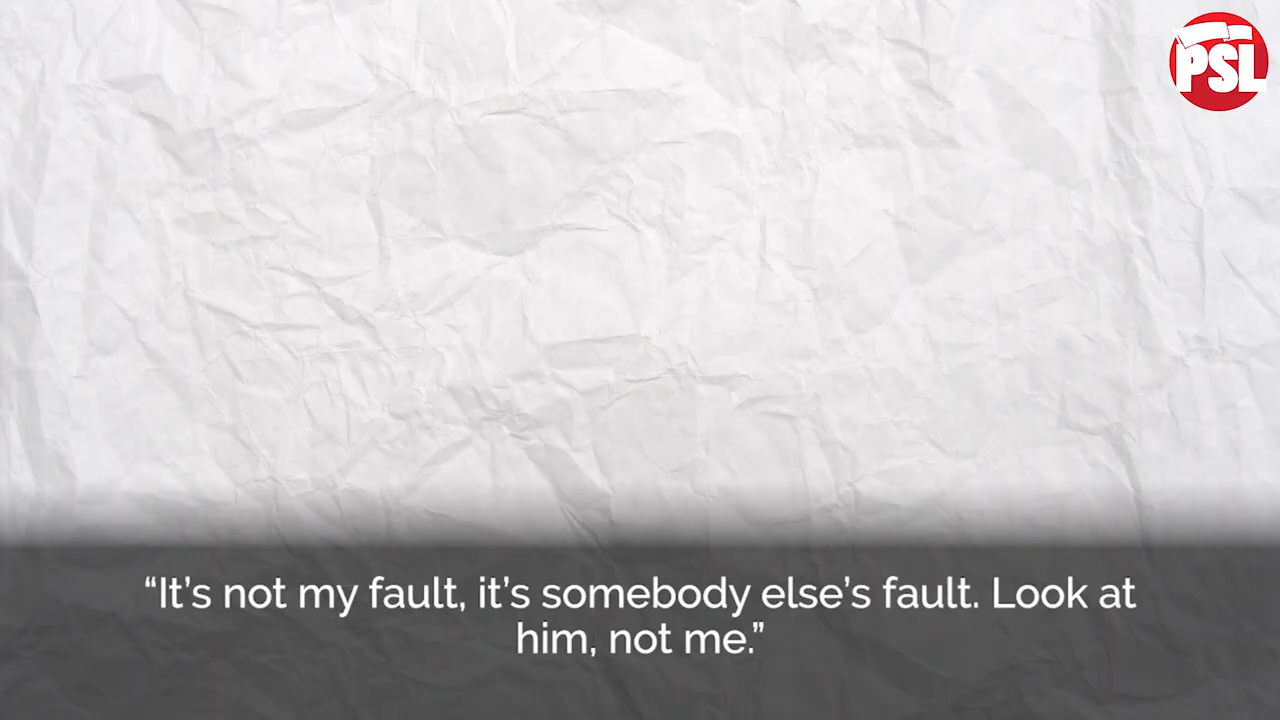 PSL
“It’s not my fault, it’s somebody else’s fault. Look at
him, not me.”